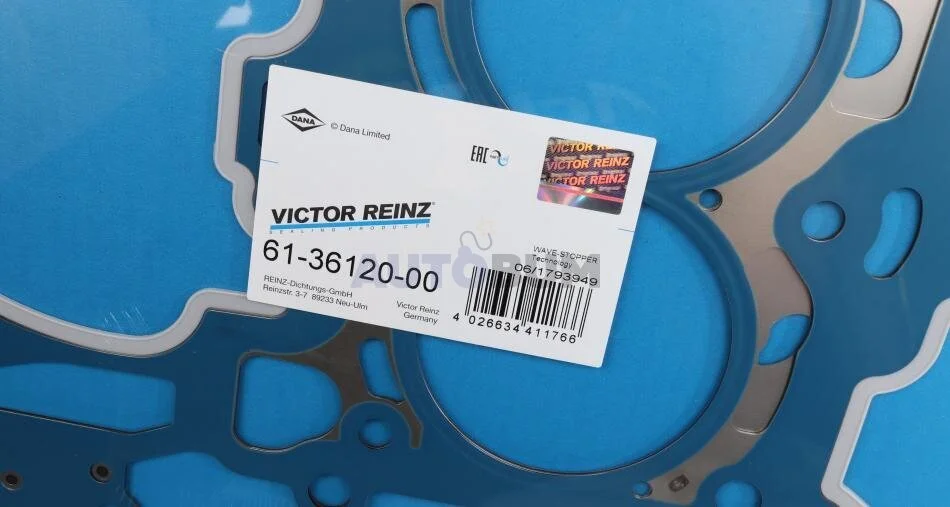 DANA
© Dana Limited
EAC
VICTOR REINZ
VICTOR REINZ
VICTOR REINZ
VICTOR REINZ®
SEALING PRODUCTS
61-36120-00
REINZ-Dichtungs-GmbH
Reinzstr. 3-7 89233 Neu-Ulm
Victor Reinz
Germany
WAVE-STOPPER
Technology
06/1793949
4 026634 411766